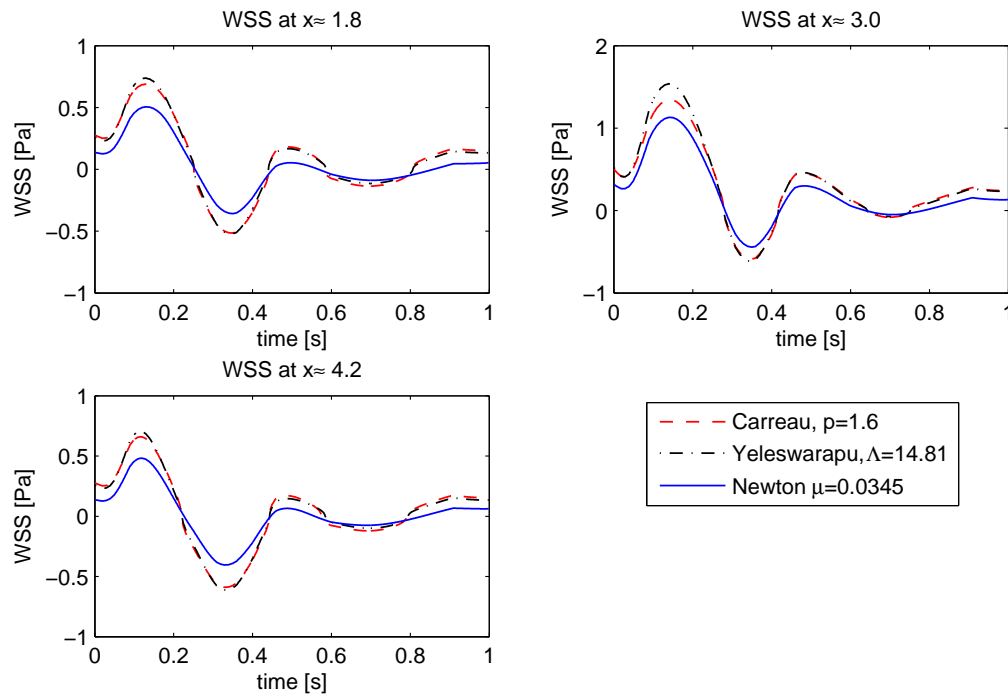 WSS at x≈ 1.8
1
0.5
0
−0.5
−1
WSS [Pa]
0 0.2 0.4 0.6 0.8 1
time [s]
WSS at x≈ 3.0
2
1
0
−1
WSS [Pa]
0 0.2 0.4 0.6 0.8 1
time [s]
WSS at x≈ 4.2
1
0.5
0
−0.5
−1
WSS [Pa]
0 0.2 0.4 0.6 0.8 1
time [s]
Carreau, p=1.6
Yeleswarapu,Λ=14.81
Newton μ=0.0345